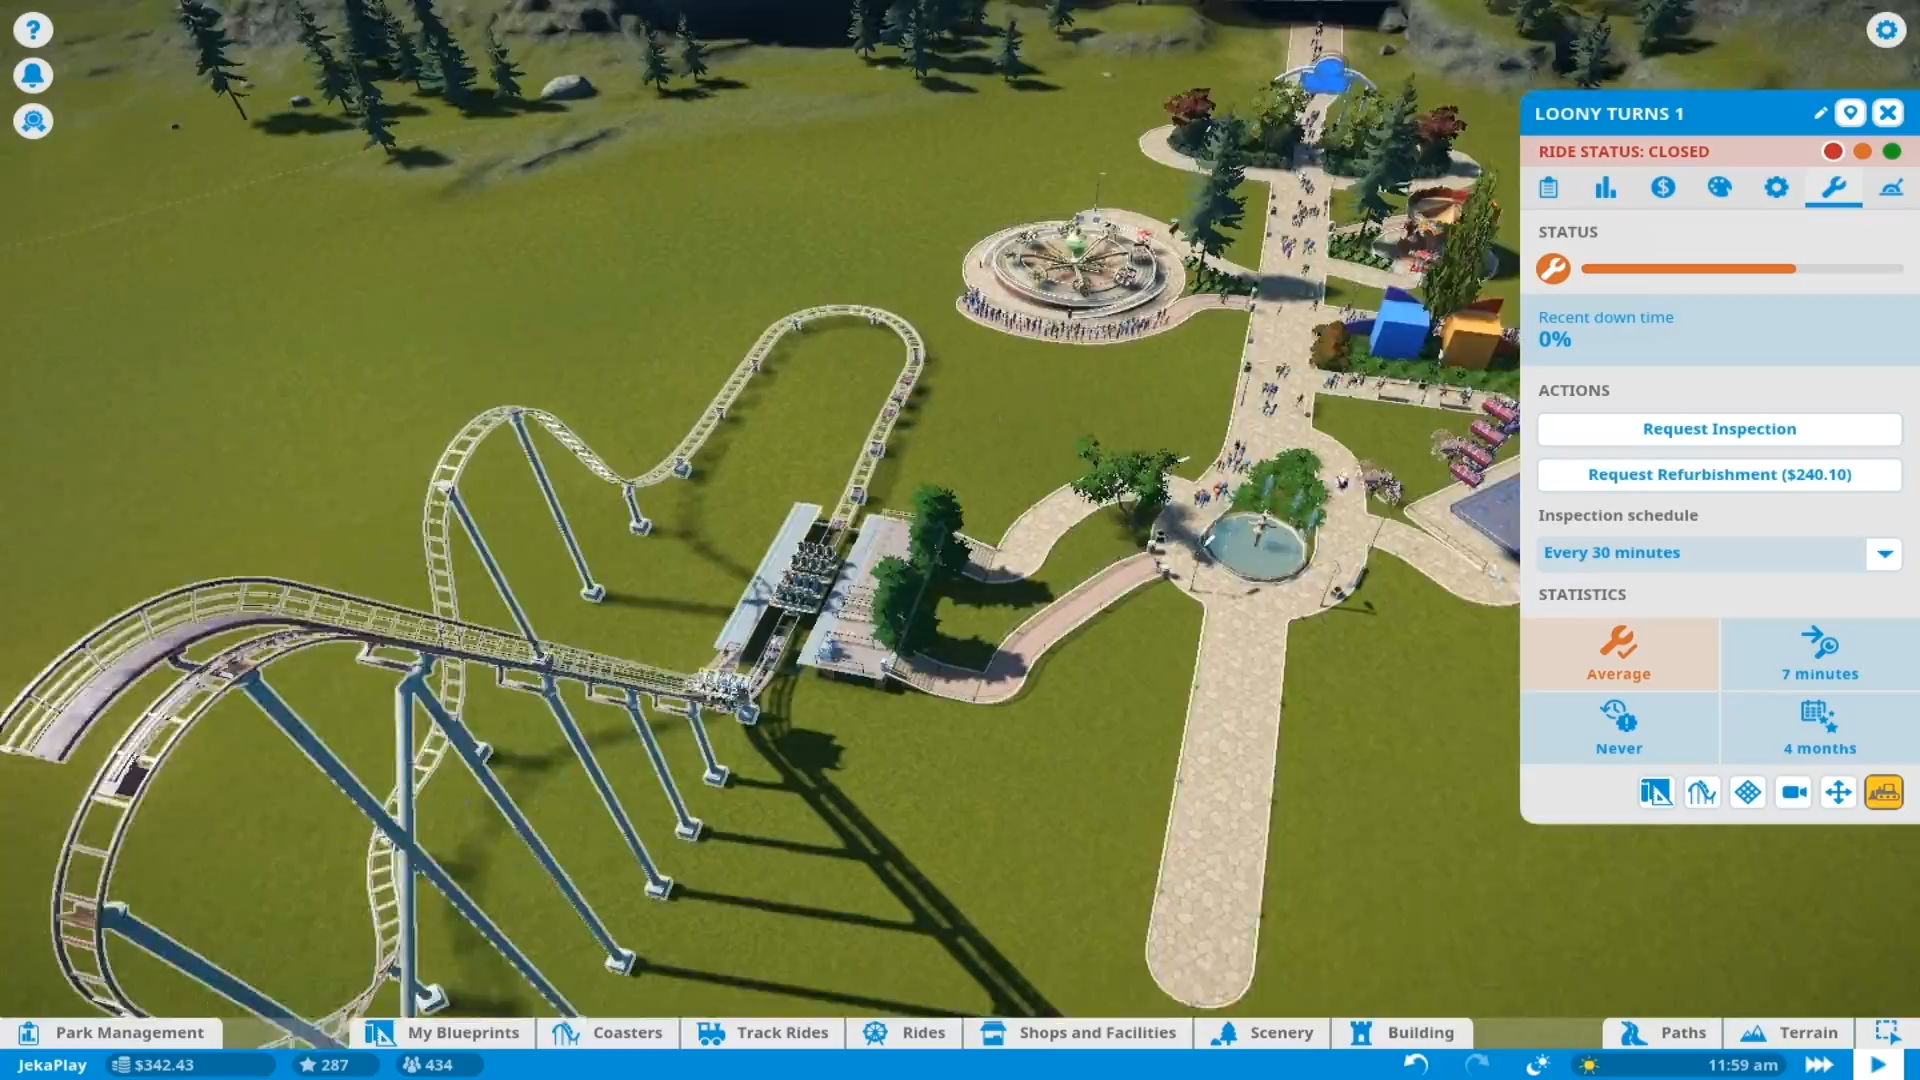 LOONY TURNS 1
RIDE STATUS: CLOSED
STATUS
Recent down time
0%
ACTIONS
Request Inspection
Request Refurbishment ($240.10)
Inspection schedule
Every 30 minutes
STATISTICS
Average
7 minutes
Never
4 months
Park Management
My Blueprints
Coasters
Track Rides
Rides
Shops and Facilities
Scenery
Building
Paths
Terrain
JekaPlay
$342.43
287
434
11:59 am